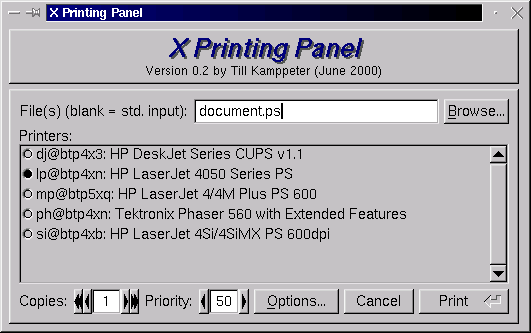 X Printing Panel
X Printing Panel
Version 0.2 by Till Kamppeter (June 2000)
File(s) (blank = std. input): document.ps Browse...
Printers:
dj@btp4x3: HP DeskJet Series CUPS v1.1
lp@btp4xn: HP LaserJet 4050 Series PS
mp@btp5xq: HP LaserJet 4/4M Plus PS 600
ph@btp4xn: Tektronix Phaser 560 with Extended Features
si@btp4xb: HP LaserJet 4Si/4SiMX PS 600dpi
Copies: 1 Priority: 50 Options... Cancel Print